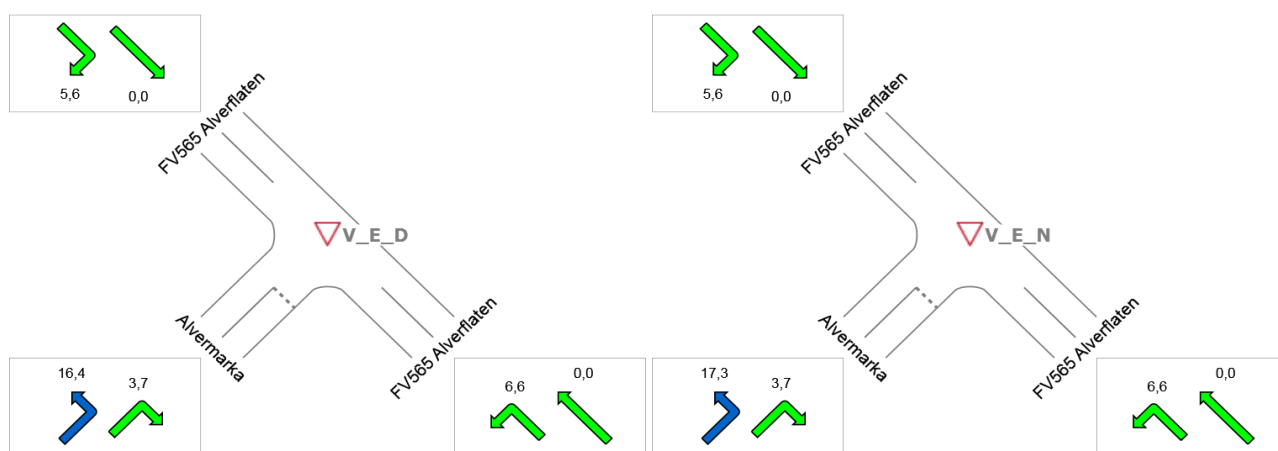 5,6
0,0
FV565 Alverflaten
V_E_D
Alvermarka
FV565 Alverflaten
16,4
3,7
6,6
0,0
5,6
0,0
FV565 Alverflaten
V_E_N
Alvermarka
FV565 Alverflaten
17,3
3,7
6,6
0,0